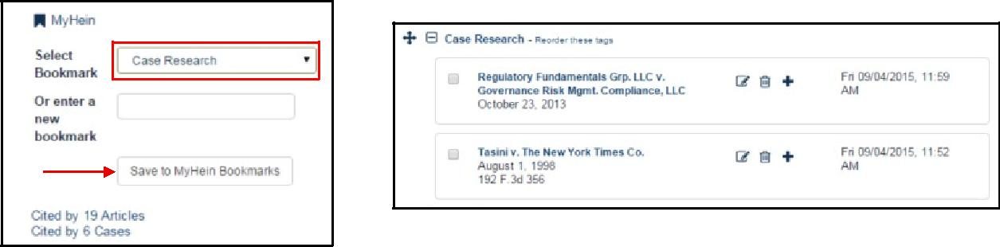 MyHein
Select
Bookmark
Case Research
Or enter a
new
bookmark
Save to MyHein Bookmarks
Cited by 19 Articles
Cited by 6 Cases
Case Research - Reorder these tags
Regulatory Fundamentals Grp. LLC v.
Governance Risk Mgmt. Compliance, LLC
October 23, 2013
Fri 09/04/2015, 11:59
AM
Tasini v. The New York Times Co.
August 1, 1998
192 F.3d 356
Fri 09/04/2015, 11:52
AM